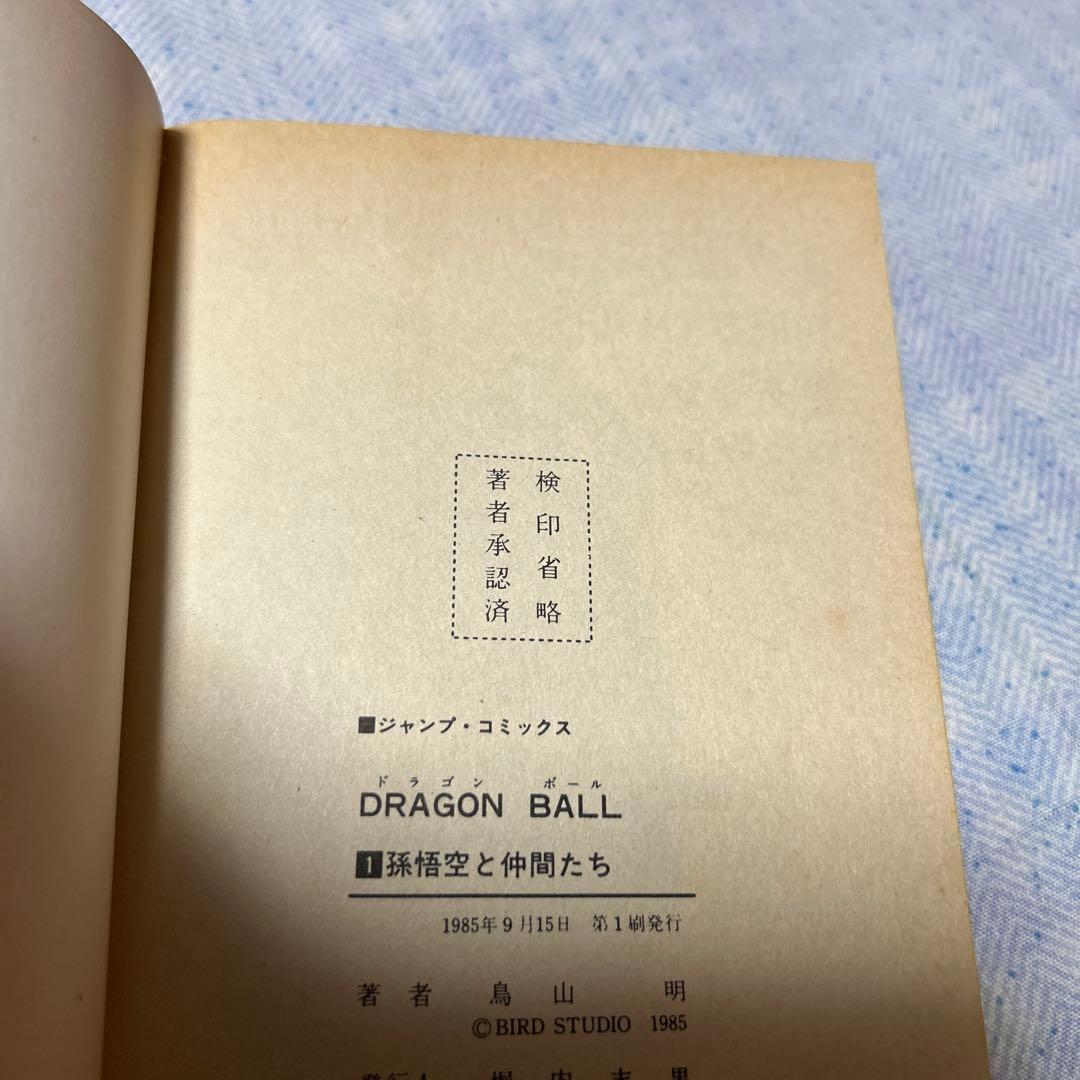 検印省略
著者承認済
■ジャンプ・コミックス
ドラゴン ボール
DRAGON BALL
1孫悟空と仲間たち
1985年9月15日 第1刷発行
著者 鳥山 明
©BIRD STUDIO 1985